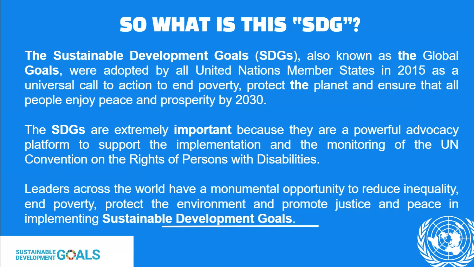 SO WHAT IS THIS "SDG"?
The Sustainable Development Goals (SDGs), also known as the Global
Goals, were adopted by all United Nations Member States in 2015 as a
universal call to action to end poverty, protect the planet and ensure that all
people enjoy peace and prosperity by 2030.
The SDGs are extremely important because they are a powerful advocacy
platform to support the implementation and the monitoring of the UN
Convention on the Rights of Persons with Disabilities.
Leaders across the world have a monumental opportunity to reduce inequality,
end poverty, protect the environment and promote justice and peace in
implementing Sustainable Development Goals.
SUSTAINABLE
DEVELOPMENT GOALS